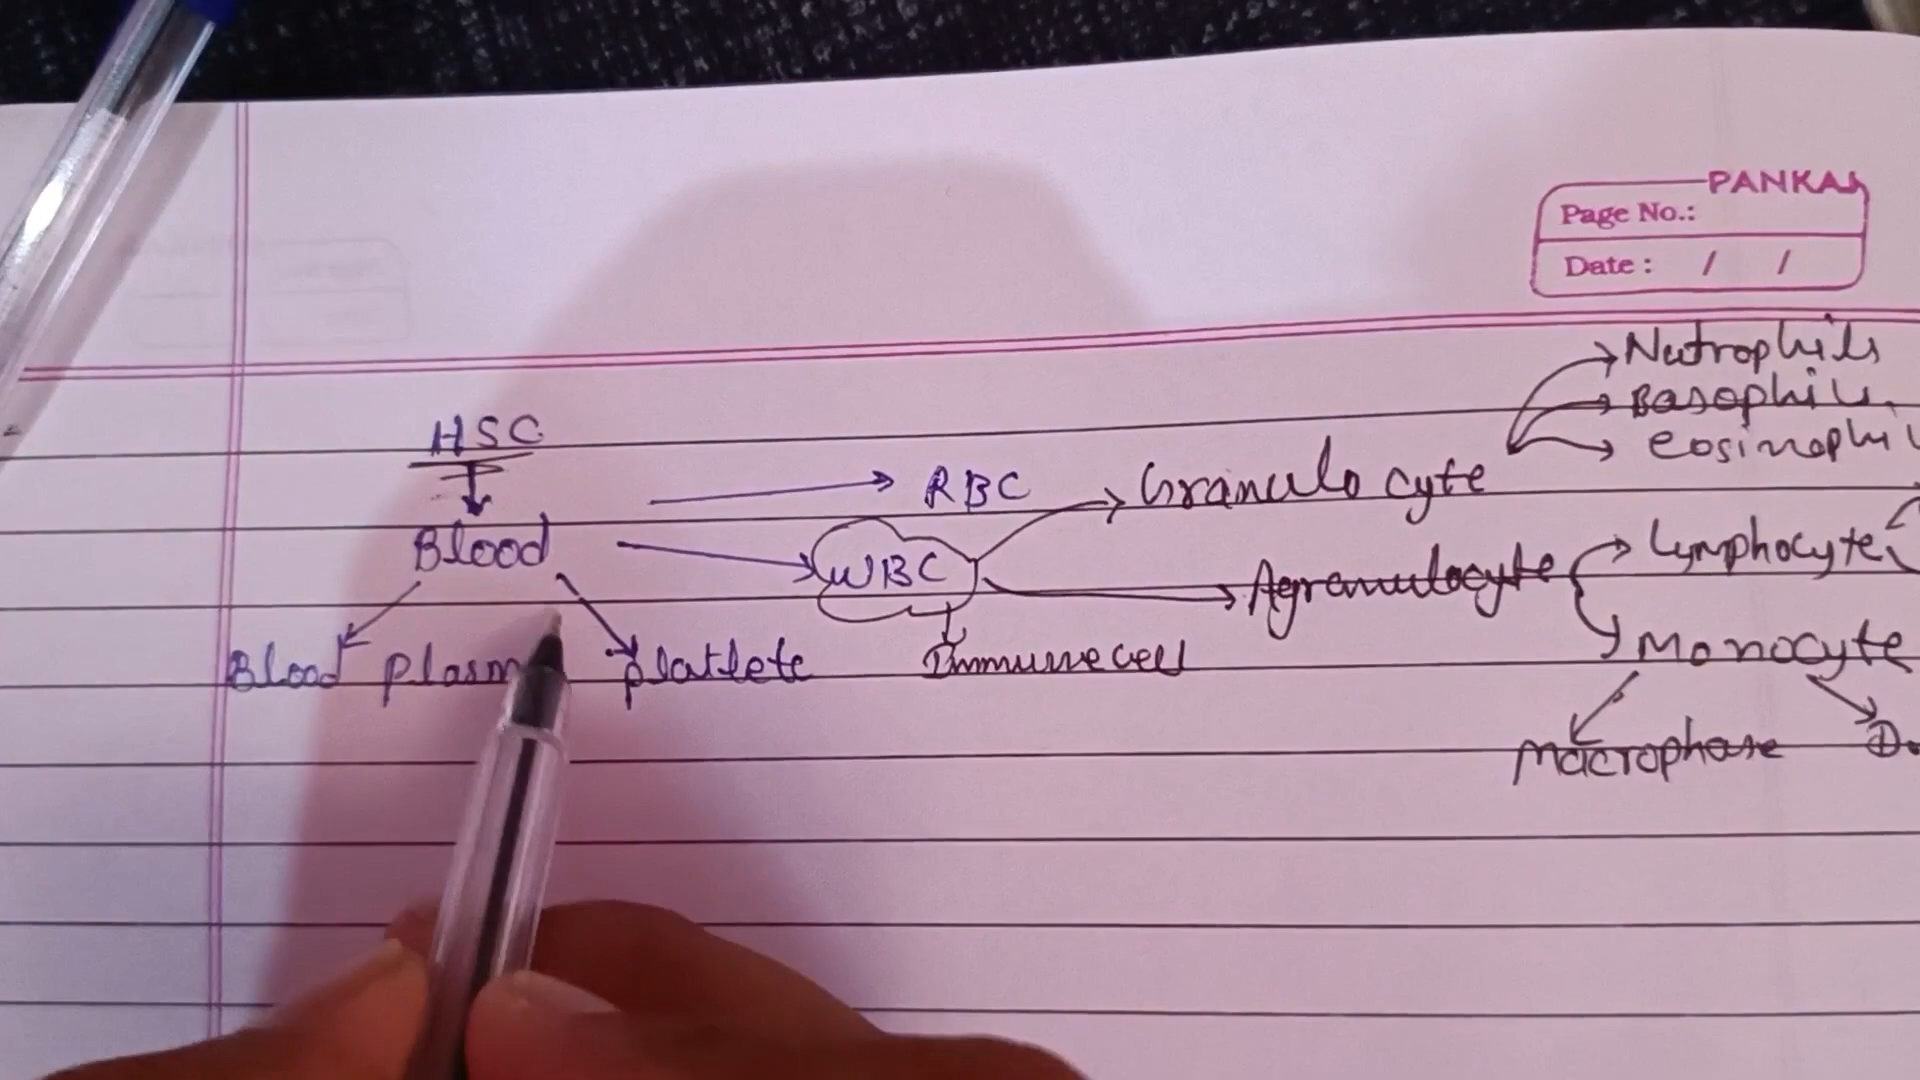 PANKAJ
Page No.:
Date : / /
Nutrophils
Basophils
eosinophil
HSC
RBC
Granulo cyte
Blood
WBC
Agranulocyte
Lymphocyte
Blood Plasm
Platlete
Immune cell
Monocyte
Macrophase